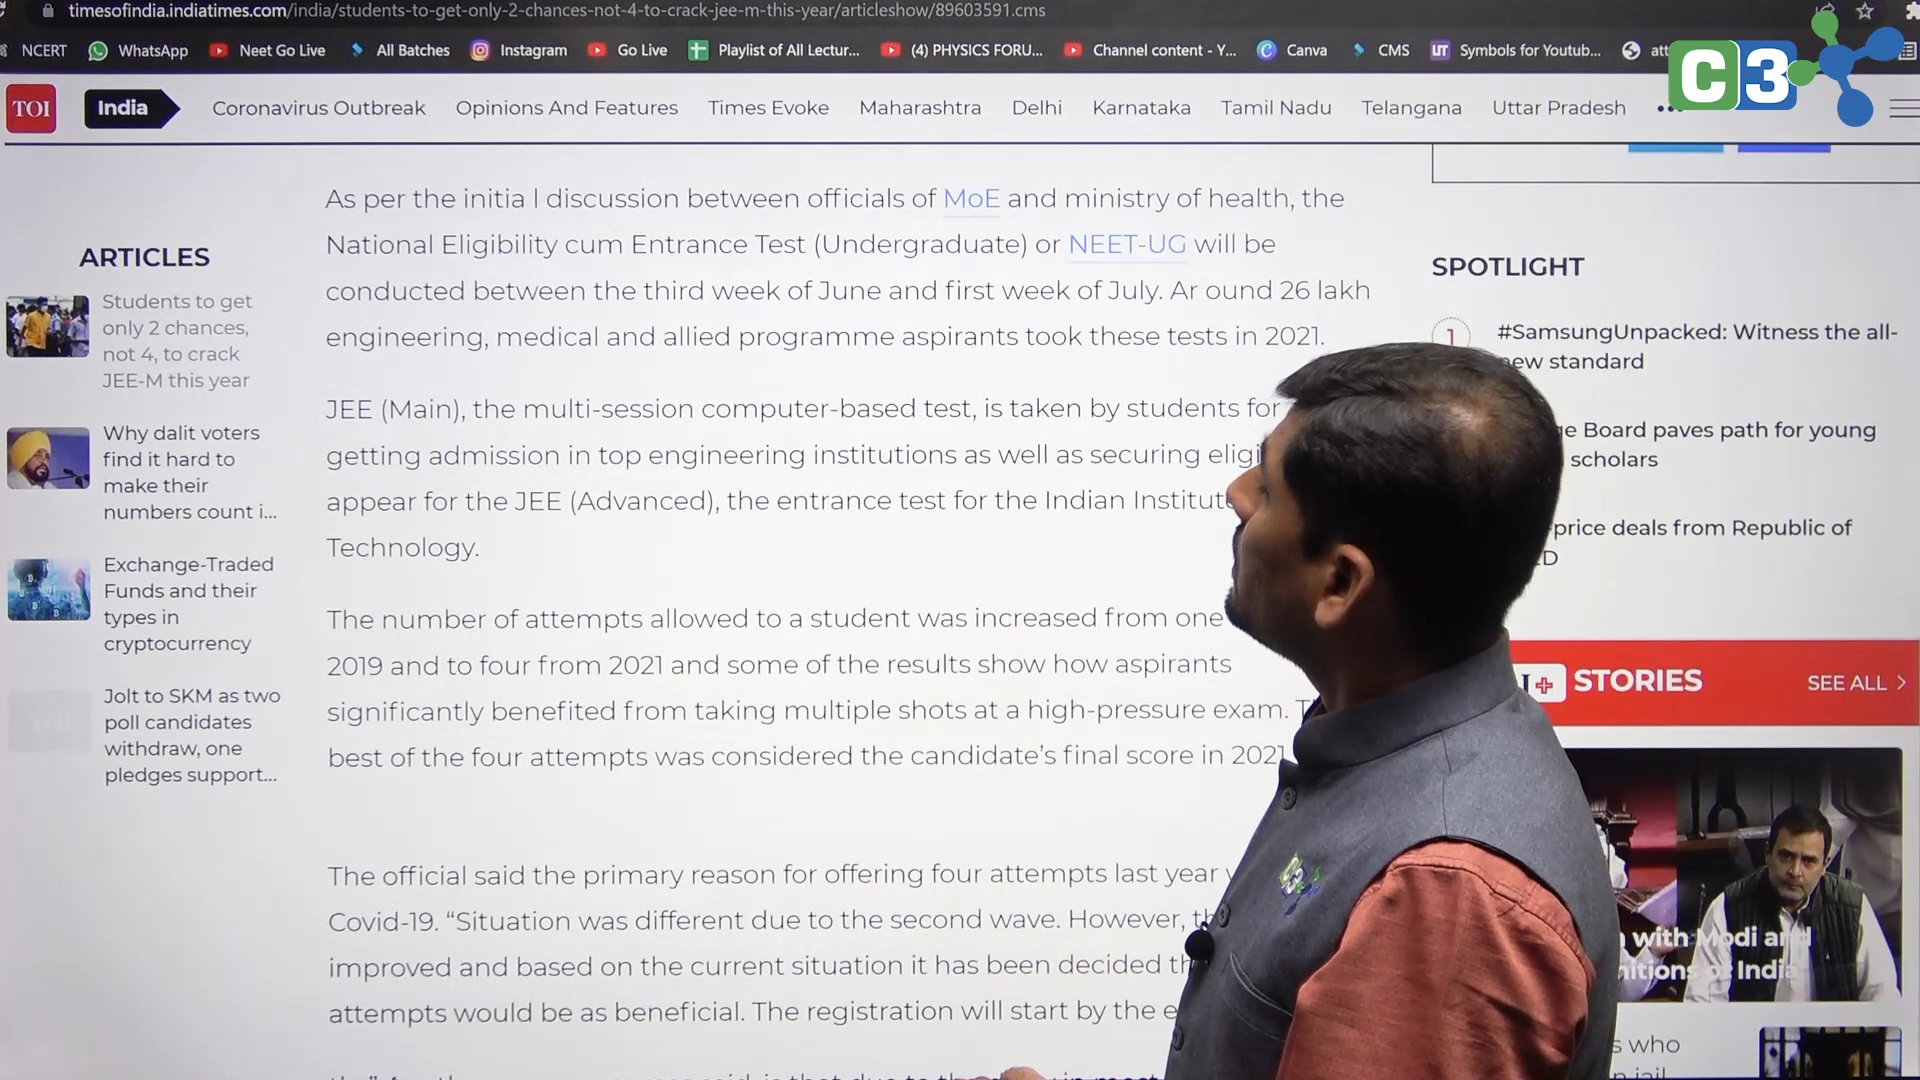 timesofindia.indiatimes.com/india/students-to-get-only-2-chances-not-4-to-crack-jee-m-this-year/articleshow/89603591.cms
NCERT WhatsApp Neet Go Live All Batches Instagram Go Live Playlist of All Lectur... (4) PHYSICS FORU... Channel content - Y... Canva CMS UT Symbols for Youtub... att
C3
TOI India Coronavirus Outbreak Opinions And Features Times Evoke Maharashtra Delhi Karnataka Tamil Nadu Telangana Uttar Pradesh
ARTICLES
Students to get
only 2 chances,
not 4, to crack
JEE-M this year
Why dalit voters
find it hard to
make their
numbers count i...
Exchange-Traded
Funds and their
types in
cryptocurrency
Jolt to SKM as two
poll candidates
withdraw, one
pledges support...
As per the initia l discussion between officials of MoE and ministry of health, the
National Eligibility cum Entrance Test (Undergraduate) or NEET-UG will be
conducted between the third week of June and first week of July. Ar ound 26 lakh
engineering, medical and allied programme aspirants took these tests in 2021.
JEE (Main), the multi-session computer-based test, is taken by students for
getting admission in top engineering institutions as well as securing eligi
appear for the JEE (Advanced), the entrance test for the Indian Institut
Technology.
The number of attempts allowed to a student was increased from one
2019 and to four from 2021 and some of the results show how aspirants
significantly benefited from taking multiple shots at a high-pressure exam. T
best of the four attempts was considered the candidate's final score in 2021
The official said the primary reason for offering four attempts last year
Covid-19. “Situation was different due to the second wave. However, th
improved and based on the current situation it has been decided th
attempts would be as beneficial. The registration will start by the e
SPOTLIGHT
1 #SamsungUnpacked: Witness the all-
new standard
ge Board paves path for young
scholars
-price deals from Republic of
STORIES SEE ALL >
with Modi and
nitions of India
s who
n jail